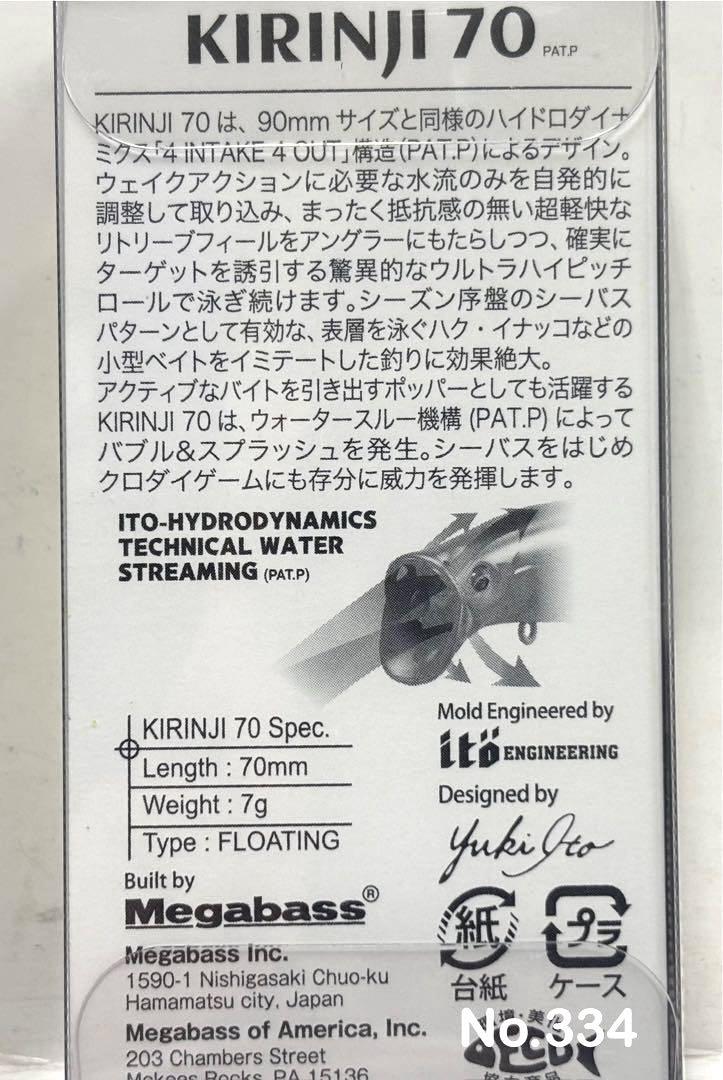 KIRINJI 70 PAT.P
KIRINJI 70 は、90mm サイズと同様のハイドロダイナ
ミクス「4 INTAKE 4 OUT」構造(PAT.P)によるデザイン。
ウェイクアクションに必要な水流のみを自発的に
調整して取り込み、まったく抵抗感の無い超軽快な
リトリーブフィールをアングラーにもたらしつつ、確実に
ターゲットを誘引する驚異的なウルトラハイピッチ
ロールで泳ぎ続けます。シーズン序盤のシーバス
パターンとして有効な、表層を泳ぐハク・イナッコなどの
小型ベイトをイミテートした釣りに効果絶大。
アクティブなバイトを引き出すポッパーとしても活躍する
KIRINJI 70 は、ウォータースルー機構 (PAT.P) によって
バブル&スプラッシュを発生。シーバスをはじめ
クロダイゲームにも存分に威力を発揮します。
ITO-HYDRODYNAMICS
TECHNICAL WATER
STREAMING (PAT.P)
KIRINJI 70 Spec.
Length : 70mm
Weight : 7g
Type : FLOATING
Mold Engineered by
itö ENGINEERING
Designed by
Yuki Ito
Built by
Megabass®
Megabass Inc.
1590-1 Nishigasaki Chuo-ku
Hamamatsu city, Japan
Megabass of America, Inc.
203 Chambers Street
Mckees Rocks, PA 15136
紙
台紙
プラ
ケース
環境・美化
No.334